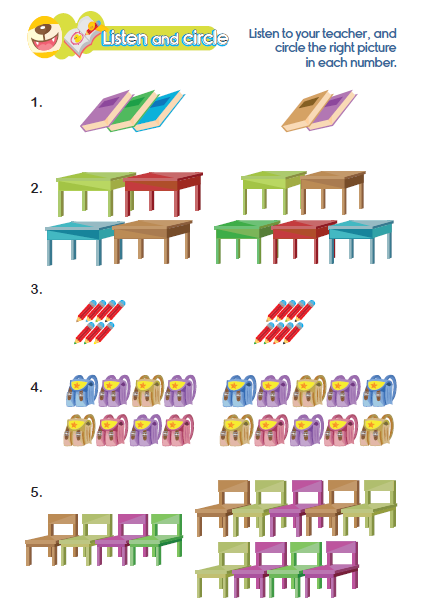 Listen and circle
Listen to your teacher, and
circle the right picture
in each number.
1.
2.
3.
4.
5.